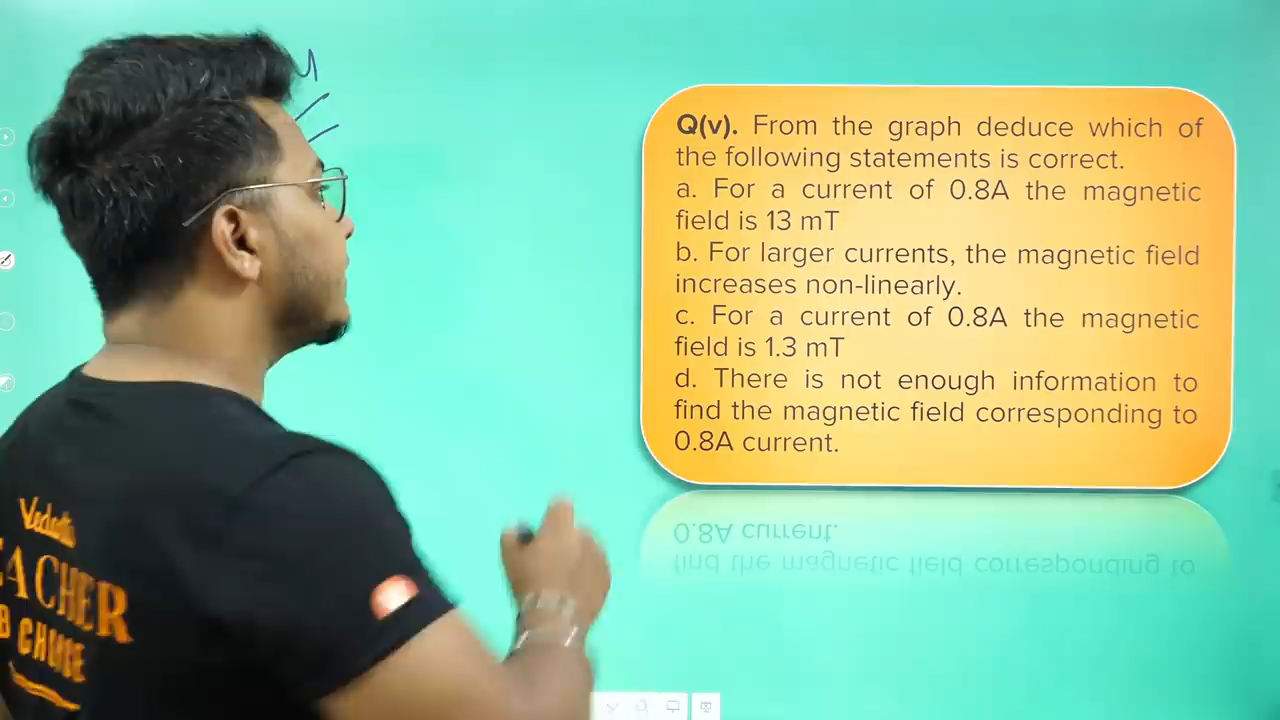 Q(v). From the graph deduce which of
the following statements is correct.
a. For a current of 0.8A the magnetic
field is 13 mT
b. For larger currents, the magnetic field
increases non-linearly.
c. For a current of 0.8A the magnetic
field is 1.3 mT
d. There is not enough information to
find the magnetic field corresponding to
0.8A current.